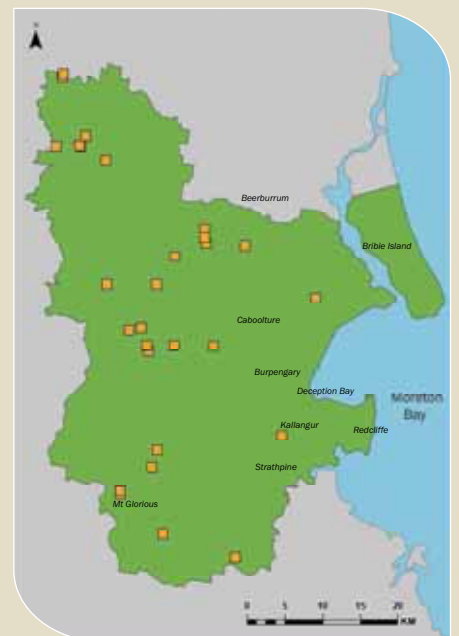 N
Beerburrum
Bribie Island
Caboolture
Burpengary
Deception Bay
Moreton
Bay
Kallangur
Redcliffe
Strathpine
Mt Glorious
0 5 10 15 20
KM